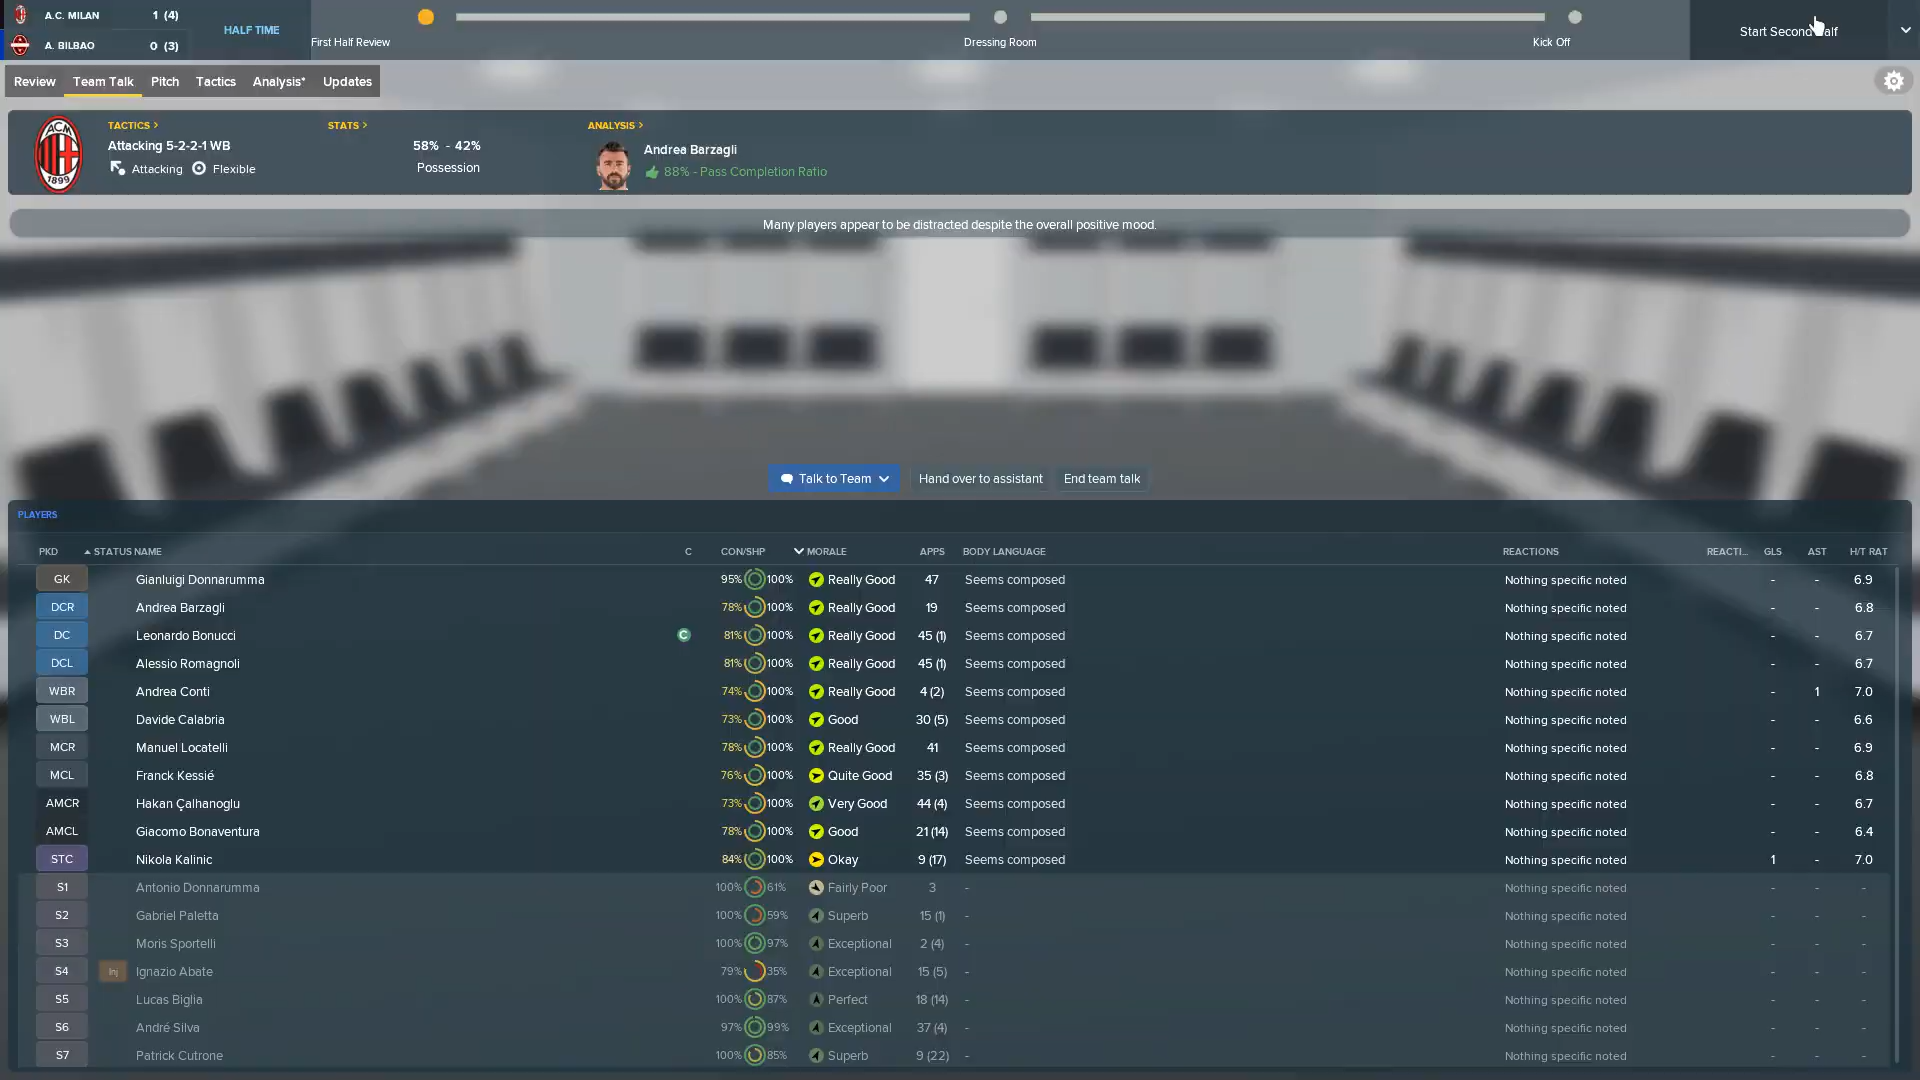 A.C. MILAN 1 (4)
A. BILBAO 0 (3)
HALF TIME
First Half Review
Dressing Room
Kick Off
Start Second Half
Review Team Talk Pitch Tactics Analysis* Updates
ACM
1899
TACTICS >
Attacking 5-2-2-1 WB
Attacking Flexible
STATS >
58% - 42%
Possession
ANALYSIS >
Andrea Barzagli
88% - Pass Completion Ratio
Many players appear to be distracted despite the overall positive mood.
Talk to Team Hand over to assistant End team talk
PLAYERS
PKD STATUS NAME C CON/SHP MORALE APPS BODY LANGUAGE REACTIONS REACTI... GLS AST H/T RAT
GK Gianluigi Donnarumma 95% 100% Really Good 47 Seems composed Nothing specific noted - - 6.9
DCR Andrea Barzagli 78% 100% Really Good 19 Seems composed Nothing specific noted - - 6.8
DC Leonardo Bonucci C 81% 100% Really Good 45 (1) Seems composed Nothing specific noted - - 6.7
DCL Alessio Romagnoli 81% 100% Really Good 45 (1) Seems composed Nothing specific noted - - 6.7
WBR Andrea Conti 74% 100% Really Good 4 (2) Seems composed Nothing specific noted - 1 7.0
WBL Davide Calabria 73% 100% Good 30 (5) Seems composed Nothing specific noted - - 6.6
MCR Manuel Locatelli 78% 100% Really Good 41 Seems composed Nothing specific noted - - 6.9
MCL Franck Kessié 76% 100% Quite Good 35 (3) Seems composed Nothing specific noted - - 6.8
AMCR Hakan Çalhanoglu 73% 100% Very Good 44 (4) Seems composed Nothing specific noted - - 6.7
AMCL Giacomo Bonaventura 78% 100% Good 21 (14) Seems composed Nothing specific noted - - 6.4
STC Nikola Kalinic 84% 100% Okay 9 (17) Seems composed Nothing specific noted 1 - 7.0
S1 Antonio Donnarumma 100% 61% Fairly Poor 3 - Nothing specific noted - - -
S2 Gabriel Paletta 100% 59% Superb 15 (1) - Nothing specific noted - - -
S3 Moris Sportelli 100% 97% Exceptional 2 (4) - Nothing specific noted - - -
S4 Inj Ignazio Abate 79% 35% Exceptional 15 (5) - Nothing specific noted - - -
S5 Lucas Biglia 100% 87% Perfect 18 (14) - Nothing specific noted - - -
S6 André Silva 97% 99% Exceptional 37 (4) - Nothing specific noted - - -
S7 Patrick Cutrone 100% 85% Superb 9 (22) - Nothing specific noted - - -